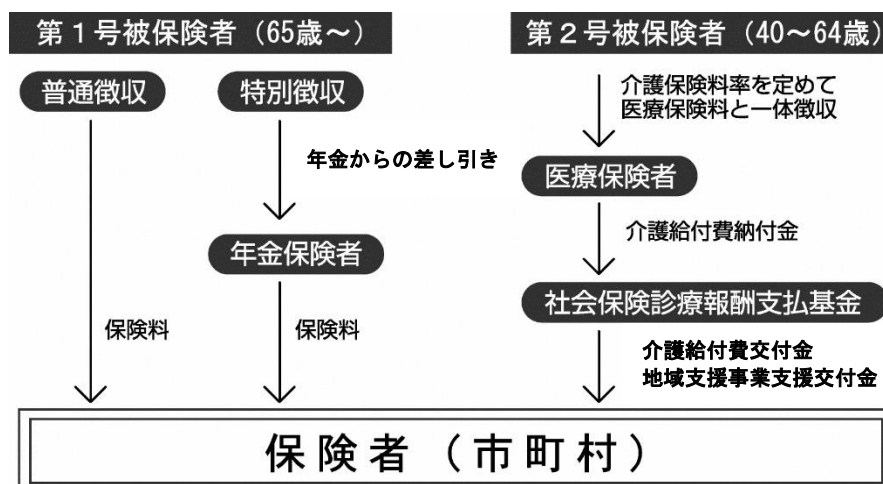 第１号被保険者（65歳～）
普通徴収
特別徴収
年金からの差し引き
年金保険者
保険料
保険料
第２号被保険者（40～64歳）
介護保険料率を定めて
医療保険料と一体徴収
医療保険者
介護給付費納付金
社会保険診療報酬支払基金
介護給付費交付金
地域支援事業支援交付金
保険者（市町村）